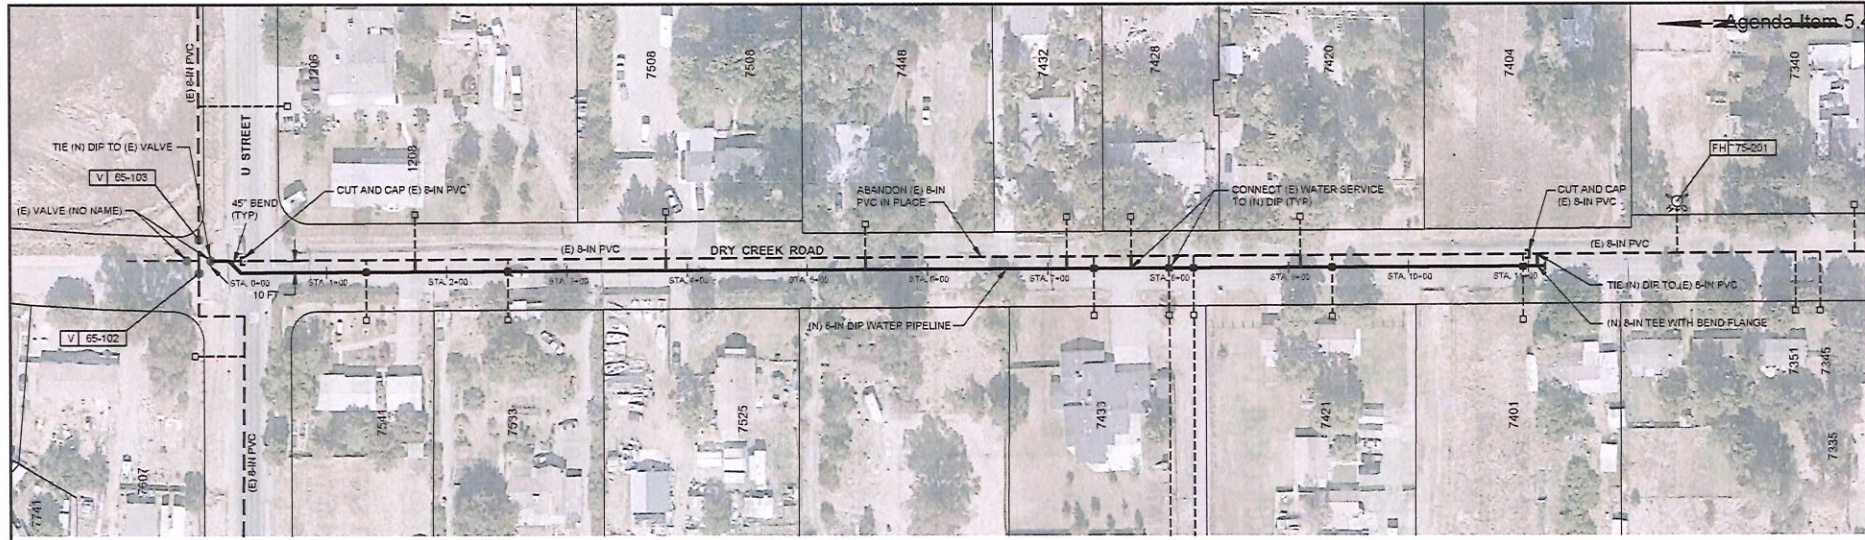 Agenda Item 5.4
(E) 8-IN PVC
U STREET
1206
1208
7508
7508
7448
7432
7428
7420
7404
7340
TIE (N) DIP TO (E) VALVE
V 65-103
(E) VALVE (NO NAME)
45° BEND
(TYP)
CUT AND CAP (E) 8-IN PVC
ABANDON (E) 8-IN
PVC IN PLACE
CONNECT (E) WATER SERVICE
TO (N) DIP (TYP)
CUT AND CAP
(E) 8-IN PVC
FH 75-201
(E) 8-IN PVC
DRY CREEK ROAD
(E) 8-IN PVC
STA. 0+00
STA. 1+00
STA. 2+00
STA. 3+00
STA. 4+00
STA. 5+00
STA. 6+00
STA. 7+00
STA. 8+00
STA. 9+00
STA. 10+00
STA. 11+00
10 FT
TIE (N) DIP TO (E) 8-IN PVC
(N) 8-IN DIP WATER PIPELINE
(N) 8-IN TEE WITH BEND FLANGE
V 65-102
(E) 8-IN PVC
7741
7607
7541
7533
7525
7433
7421
7401
7351
7345
7335